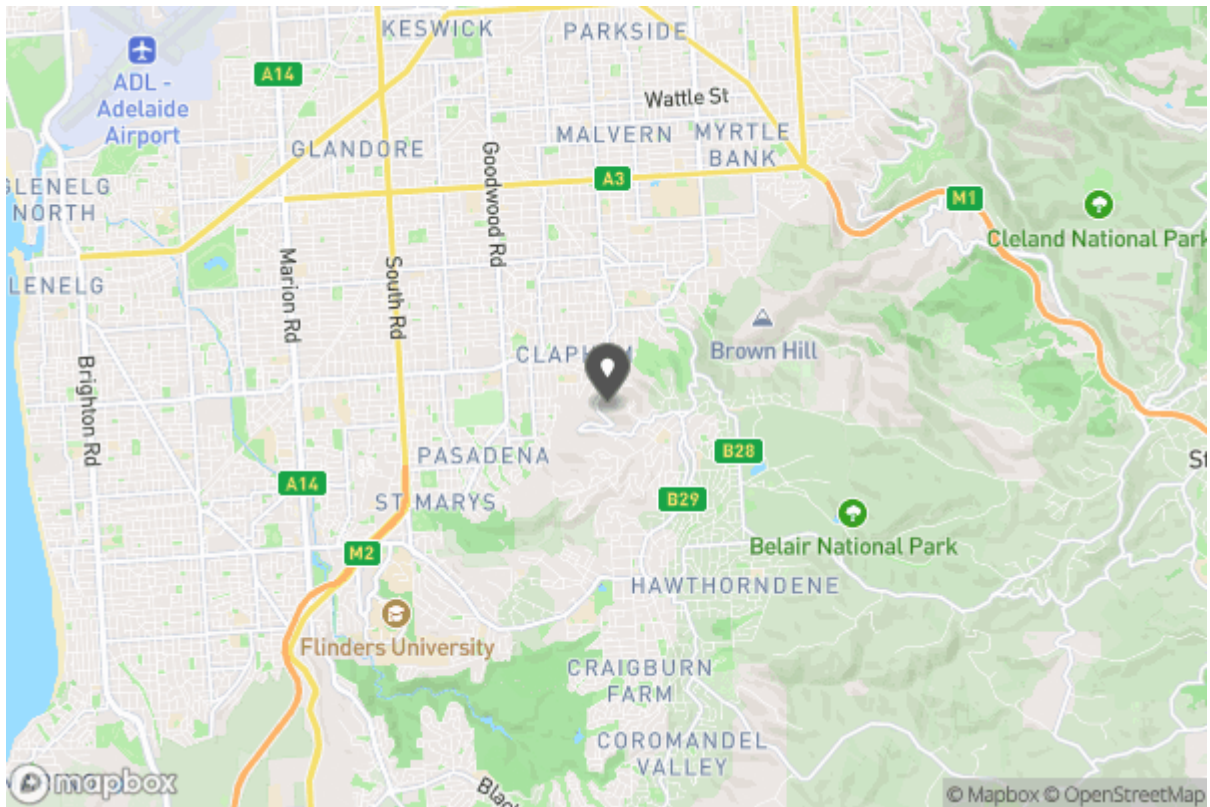 KESWICK
PARKSIDE
A14
ADL -
Adelaide
Airport
Wattle St
MALVERN
MYRTLE
BANK
GLANDORE
Goodwood Rd
A3
GLENELG
NORTH
M1
Cleland National Park
LENELG
Marion Rd
South Rd
Brown Hill
Brighton Rd
PASADENA
B28
St
A14
ST MARYS
B29
M2
Belair National Park
HAWTHORNDENE
Flinders University
CRAIGBURN
FARM
COROMANDEL
VALLEY
mapbox
© Mapbox © OpenStreetMap